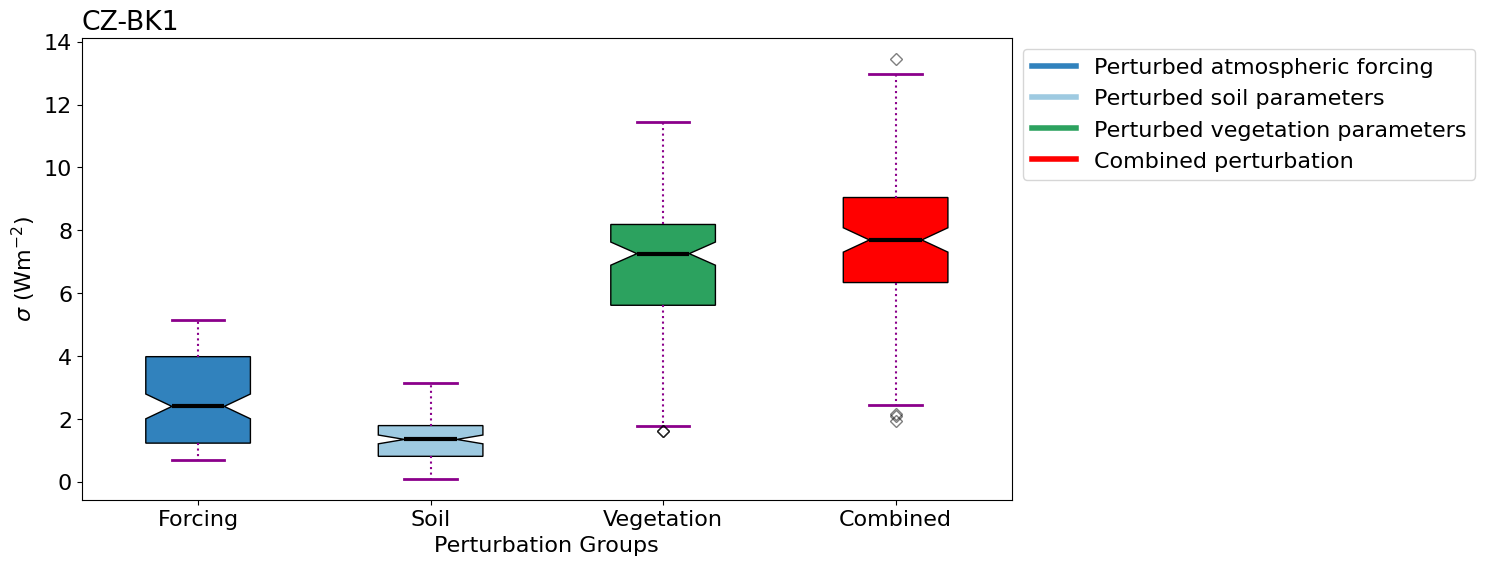 CZ-BK1
14
12
10
8
6
4
2
0
σ (Wm⁻²)
Forcing Soil Vegetation Combined
Perturbation Groups
Perturbed atmospheric forcing
Perturbed soil parameters
Perturbed vegetation parameters
Combined perturbation